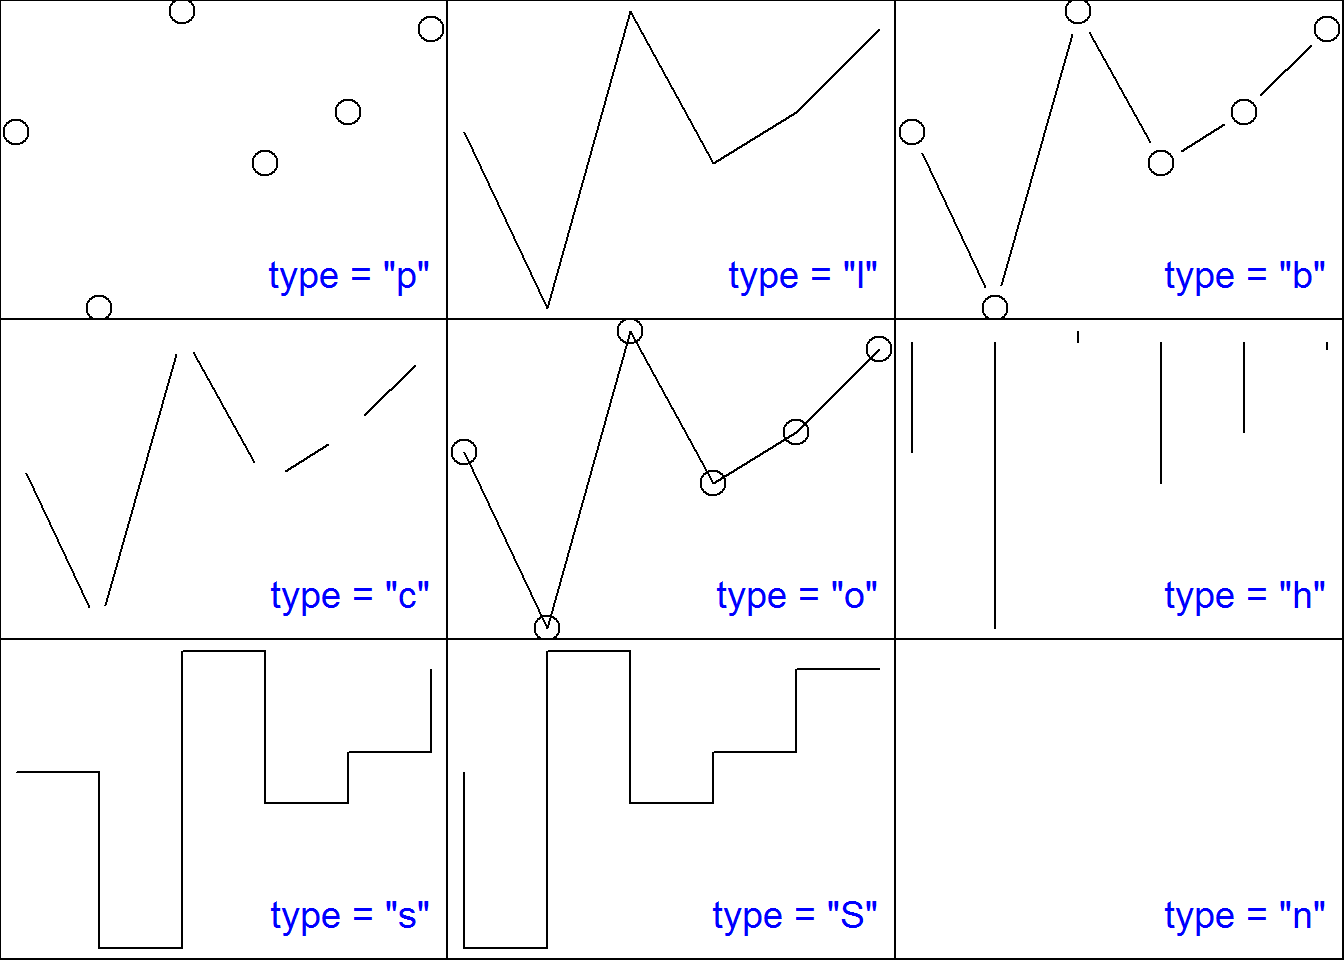 type = "p"
type = "l"
type = "b"
type = "c"
type = "o"
type = "h"
type = "s"
type = "S"
type = "n"